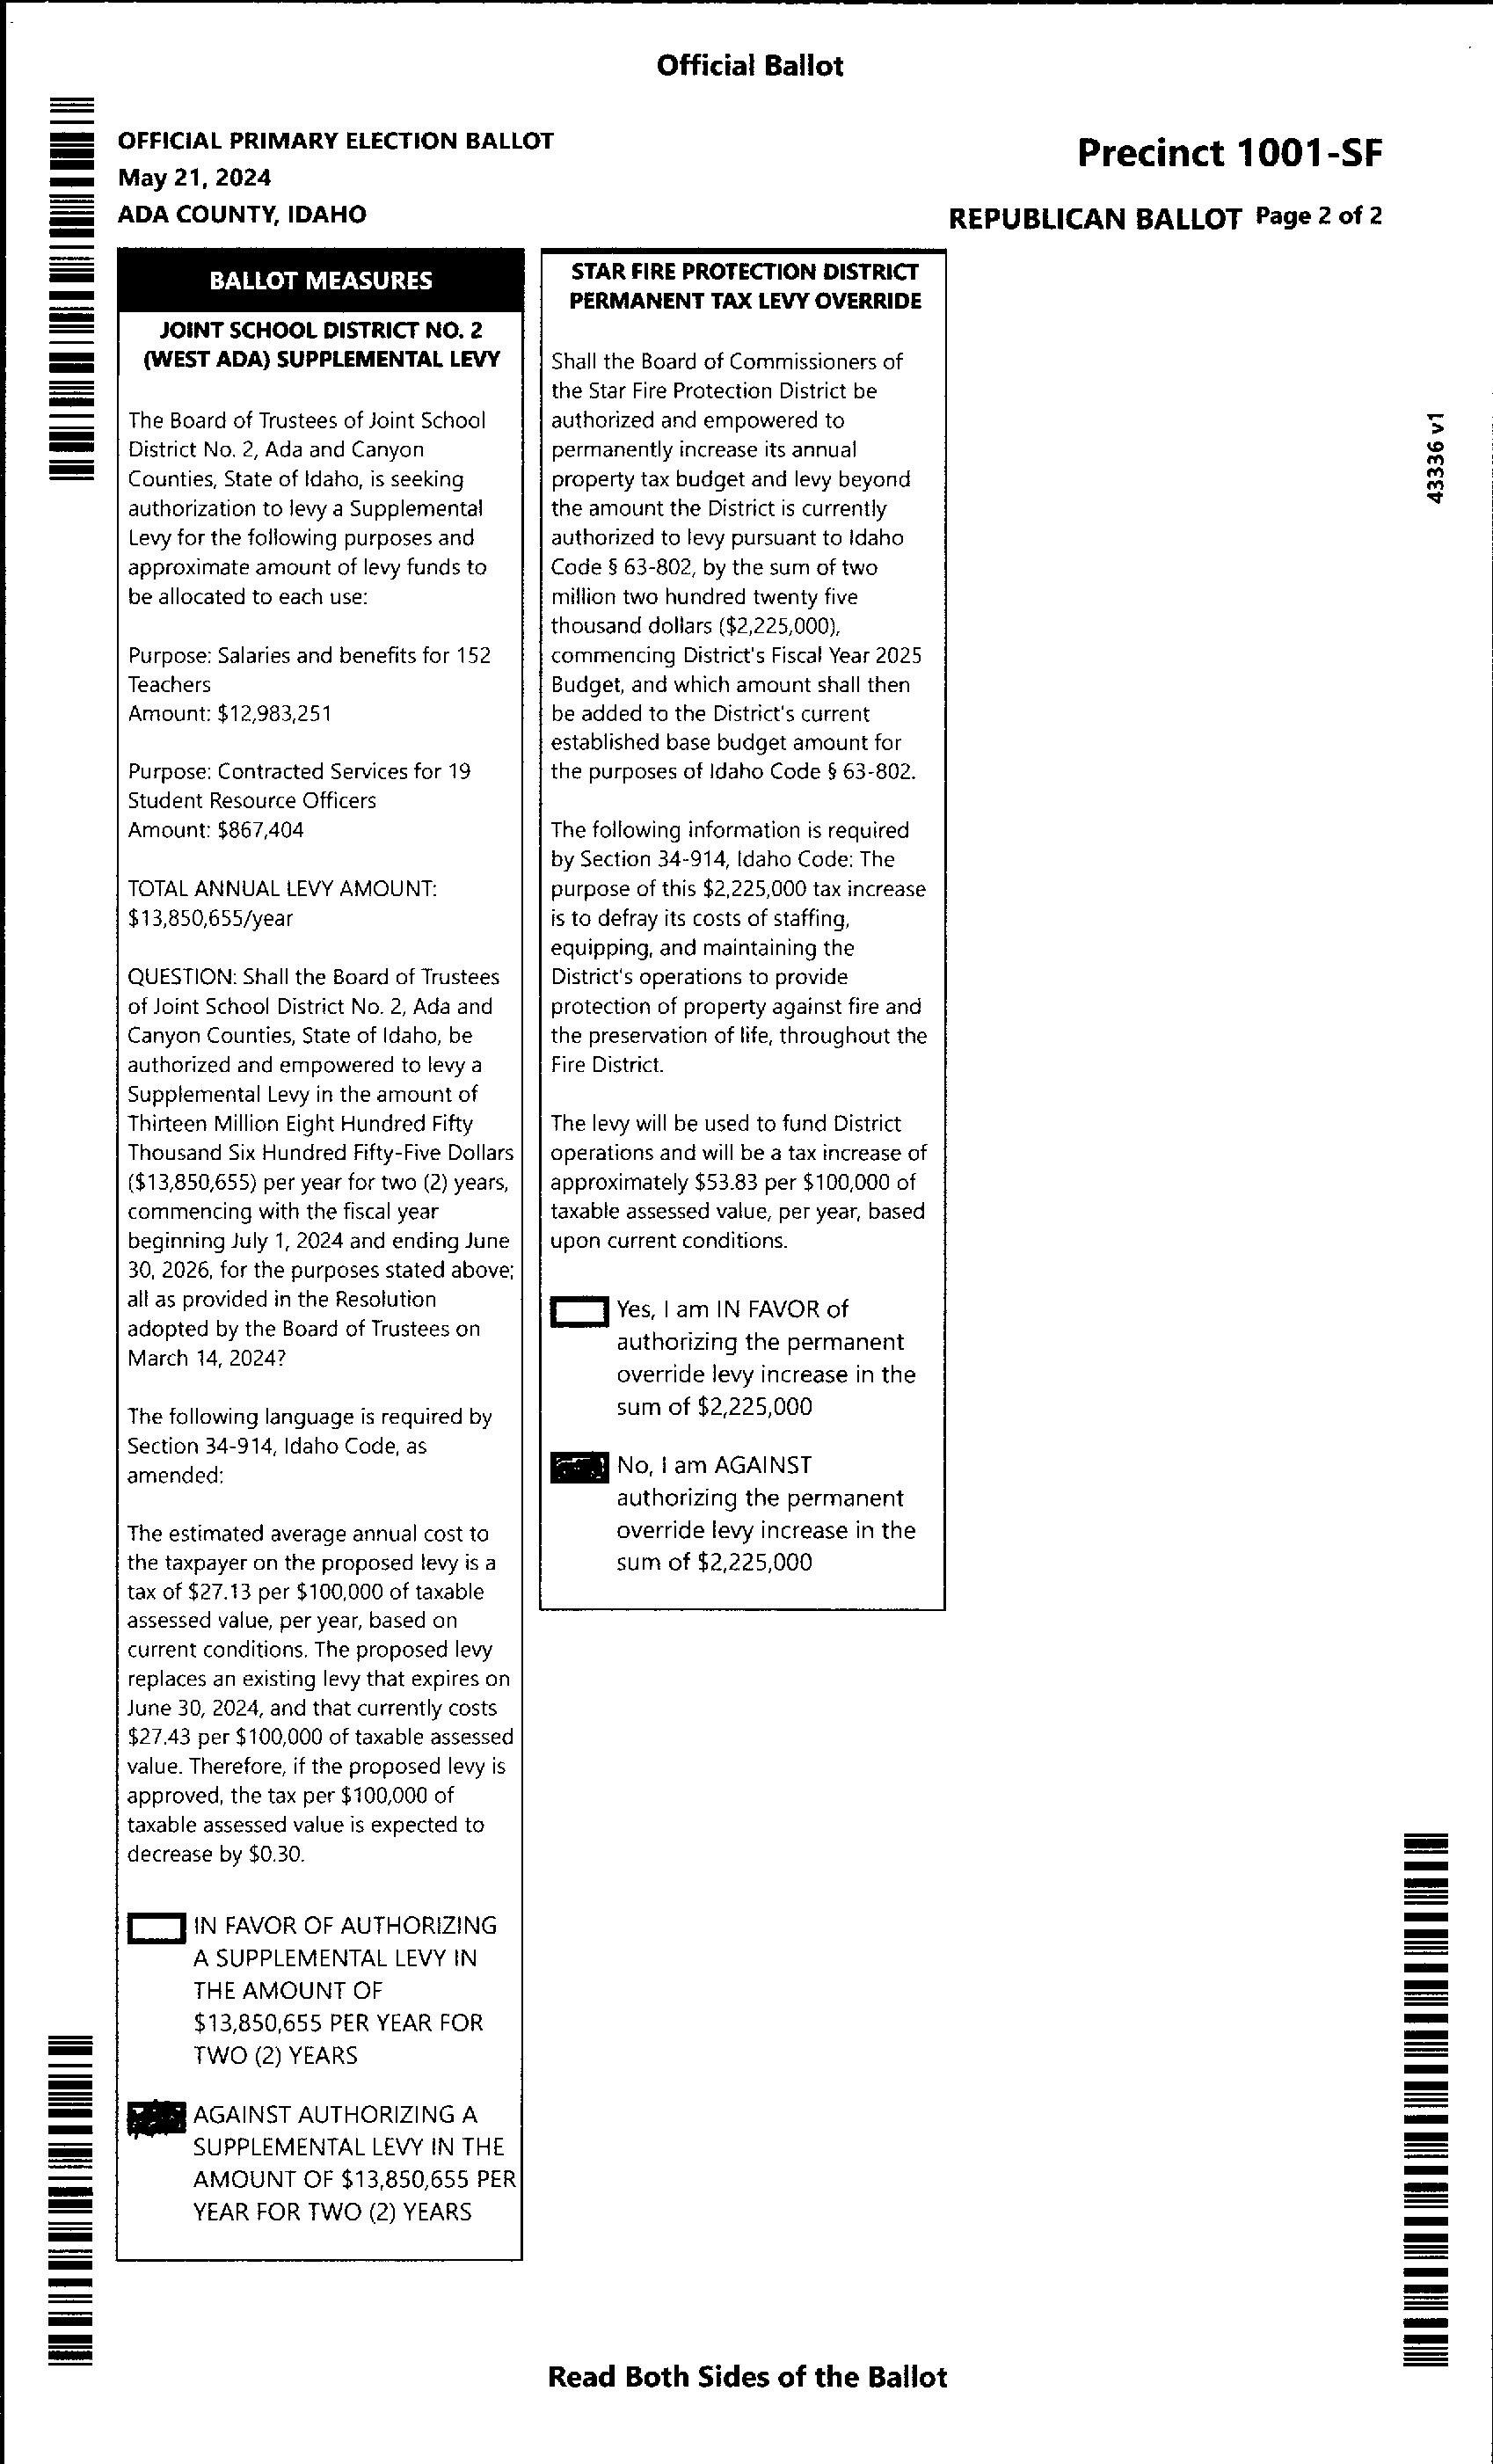 Official Ballot
OFFICIAL PRIMARY ELECTION BALLOT
May 21, 2024
ADA COUNTY, IDAHO
Precinct 1001-SF
REPUBLICAN BALLOT Page 2 of 2
BALLOT MEASURES
JOINT SCHOOL DISTRICT NO. 2
(WEST ADA) SUPPLEMENTAL LEVY
The Board of Trustees of Joint School
District No. 2, Ada and Canyon
Counties, State of Idaho, is seeking
authorization to levy a Supplemental
Levy for the following purposes and
approximate amount of levy funds to
be allocated to each use:
Purpose: Salaries and benefits for 152
Teachers
Amount: $12,983,251
Purpose: Contracted Services for 19
Student Resource Officers
Amount: $867,404
TOTAL ANNUAL LEVY AMOUNT:
$13,850,655/year
QUESTION: Shall the Board of Trustees
of Joint School District No. 2, Ada and
Canyon Counties, State of Idaho, be
authorized and empowered to levy a
Supplemental Levy in the amount of
Thirteen Million Eight Hundred Fifty
Thousand Six Hundred Fifty-Five Dollars
($13,850,655) per year for two (2) years,
commencing with the fiscal year
beginning July 1, 2024 and ending June
30, 2026, for the purposes stated above;
all as provided in the Resolution
adopted by the Board of Trustees on
March 14, 2024?
The following language is required by
Section 34-914, Idaho Code, as
amended:
The estimated average annual cost to
the taxpayer on the proposed levy is a
tax of $27.13 per $100,000 of taxable
assessed value, per year, based on
current conditions. The proposed levy
replaces an existing levy that expires on
June 30, 2024, and that currently costs
$27.43 per $100,000 of taxable assessed
value. Therefore, if the proposed levy is
approved, the tax per $100,000 of
taxable assessed value is expected to
decrease by $0.30.
IN FAVOR OF AUTHORIZING
A SUPPLEMENTAL LEVY IN
THE AMOUNT OF
$13,850,655 PER YEAR FOR
TWO (2) YEARS
AGAINST AUTHORIZING A
SUPPLEMENTAL LEVY IN THE
AMOUNT OF $13,850,655 PER
YEAR FOR TWO (2) YEARS
STAR FIRE PROTECTION DISTRICT
PERMANENT TAX LEVY OVERRIDE
Shall the Board of Commissioners of
the Star Fire Protection District be
authorized and empowered to
permanently increase its annual
property tax budget and levy beyond
the amount the District is currently
authorized to levy pursuant to Idaho
Code § 63-802, by the sum of two
million two hundred twenty five
thousand dollars ($2,225,000),
commencing District's Fiscal Year 2025
Budget, and which amount shall then
be added to the District's current
established base budget amount for
the purposes of Idaho Code § 63-802.
The following information is required
by Section 34-914, Idaho Code: The
purpose of this $2,225,000 tax increase
is to defray its costs of staffing,
equipping, and maintaining the
District's operations to provide
protection of property against fire and
the preservation of life, throughout the
Fire District.
The levy will be used to fund District
operations and will be a tax increase of
approximately $53.83 per $100,000 of
taxable assessed value, per year, based
upon current conditions.
Yes, I am IN FAVOR of
authorizing the permanent
override levy increase in the
sum of $2,225,000
No, I am AGAINST
authorizing the permanent
override levy increase in the
sum of $2,225,000
43336 v1
Read Both Sides of the Ballot